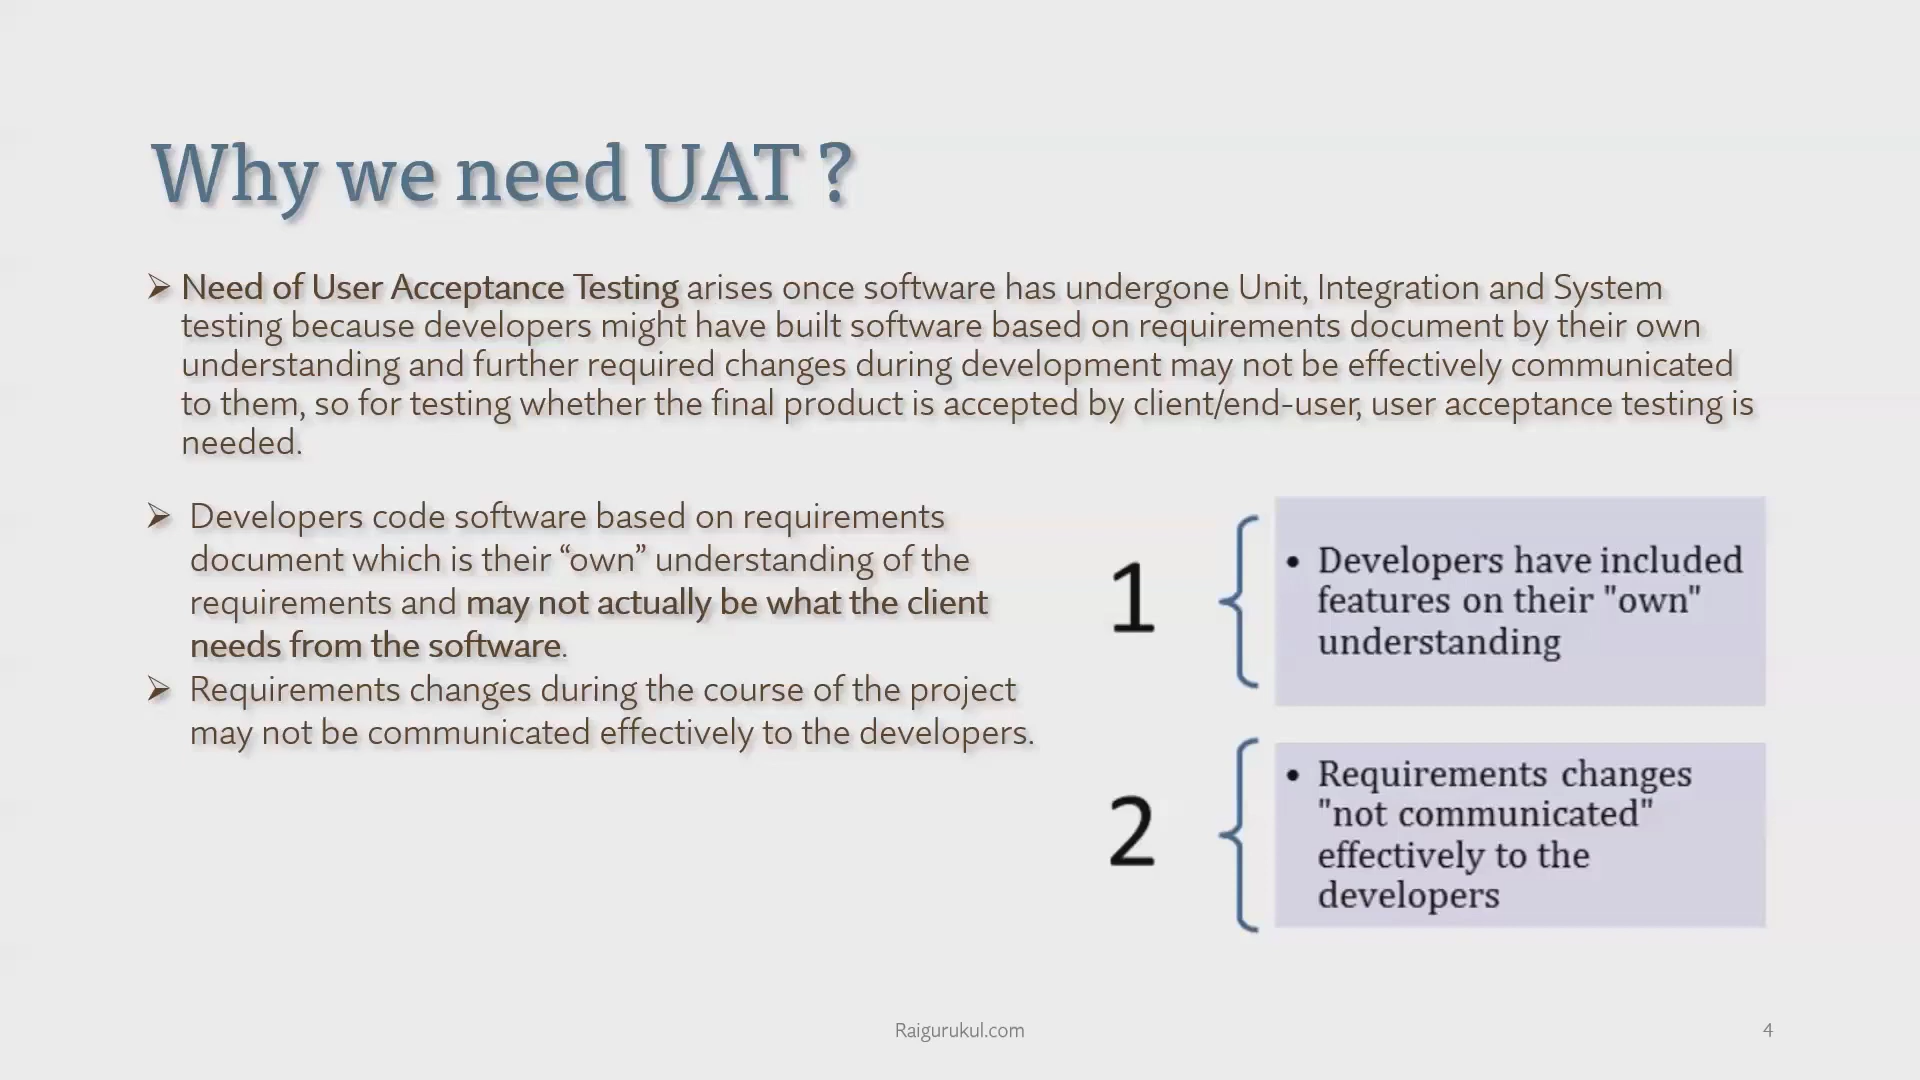 Why we need UAT ?
➢ Need of User Acceptance Testing arises once software has undergone Unit, Integration and System
testing because developers might have built software based on requirements document by their own
understanding and further required changes during development may not be effectively communicated
to them, so for testing whether the final product is accepted by client/end-user, user acceptance testing is
needed.
➢ Developers code software based on requirements
document which is their “own” understanding of the
requirements and may not actually be what the client
needs from the software.
➢ Requirements changes during the course of the project
may not be communicated effectively to the developers.
1
• Developers have included
features on their "own"
understanding
2
• Requirements changes
"not communicated"
effectively to the
developers
Raigurukul.com
4